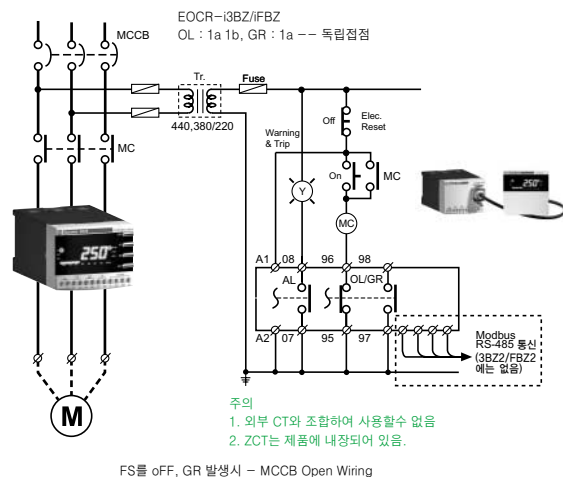 EOCR-i3BZ/iFBZ
OL : 1a 1b, GR : 1a -- 독립접점
MCCB
Tr.
Fuse
440,380/220
Off
Elec.
Reset
Warning
& Trip
MC
On
MC
Y
MC
250
250
A1
08
96
98
AL
OL/GR
A2
07
95
97
Modbus
RS-485 통신
(3BZ2/FBZ2
에는 없음)
M
주의
1. 외부 CT와 조합하여 사용할수 없음
2. ZCT는 제품에 내장되어 있음.
FS를 oFF, GR 발생시 - MCCB Open Wiring